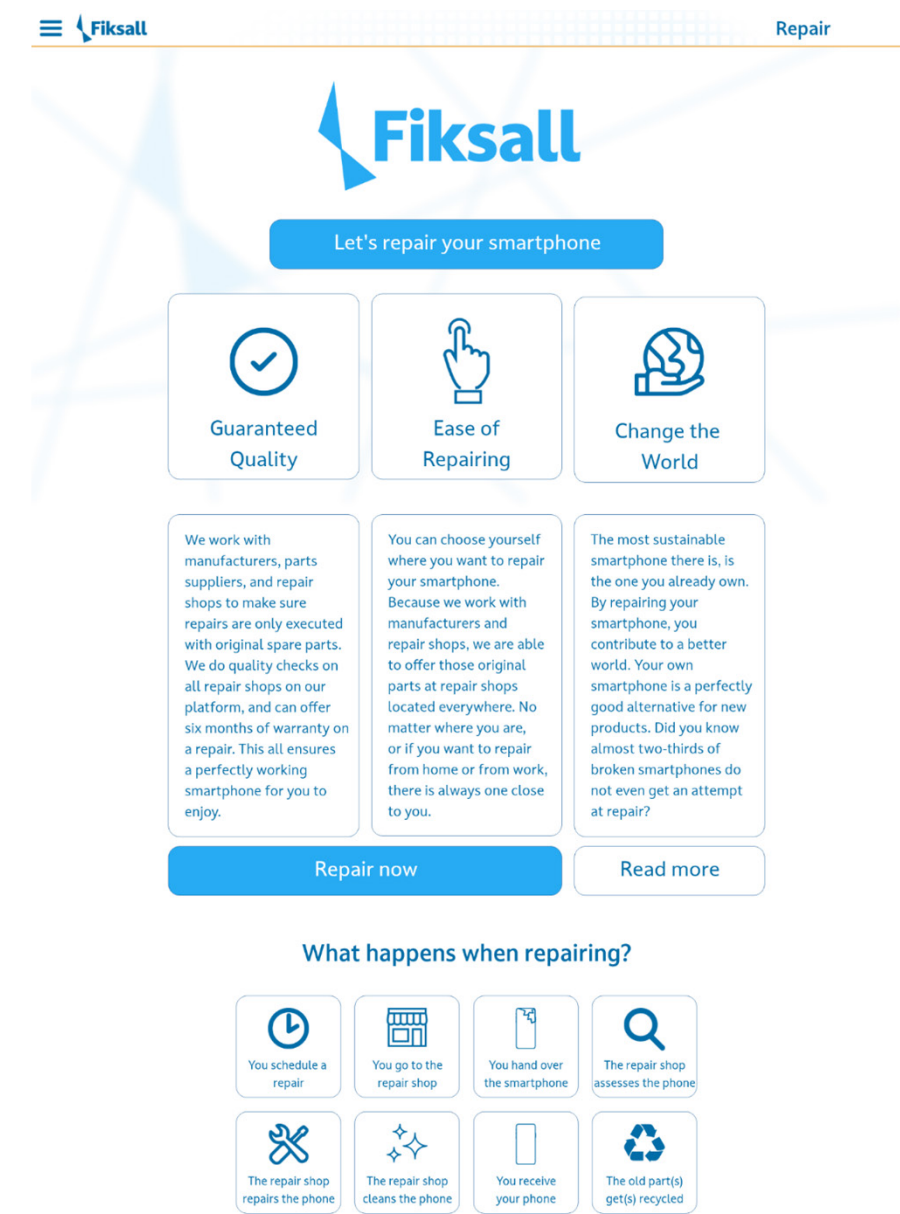 Fiksall
Repair
Fiksall
Let's repair your smartphone
Guaranteed
Quality
Ease of
Repairing
Change the
World
We work with
manufacturers, parts
suppliers, and repair
shops to make sure
repairs are only executed
with original spare parts.
We do quality checks on
all repair shops on our
platform, and can offer
six months of warranty on
a repair. This all ensures
a perfectly working
smartphone for you to
enjoy.
You can choose yourself
where you want to repair
your smartphone.
Because we work with
manufacturers and
repair shops, we are able
to offer those original
parts at repair shops
located everywhere. No
matter where you are,
or if you want to repair
from home or from work,
there is always one close
to you.
The most sustainable
smartphone there is, is
the one you already own.
By repairing your
smartphone, you
contribute to a better
world. Your own
smartphone is a perfectly
good alternative for new
products. Did you know
almost two-thirds of
broken smartphones do
not even get an attempt
at repair?
Repair now
Read more
What happens when repairing?
You schedule a
repair
You go to the
repair shop
You hand over
the smartphone
The repair shop
assesses the phone
The repair shop
repairs the phone
The repair shop
cleans the phone
You receive
your phone
The old part(s)
get(s) recycled